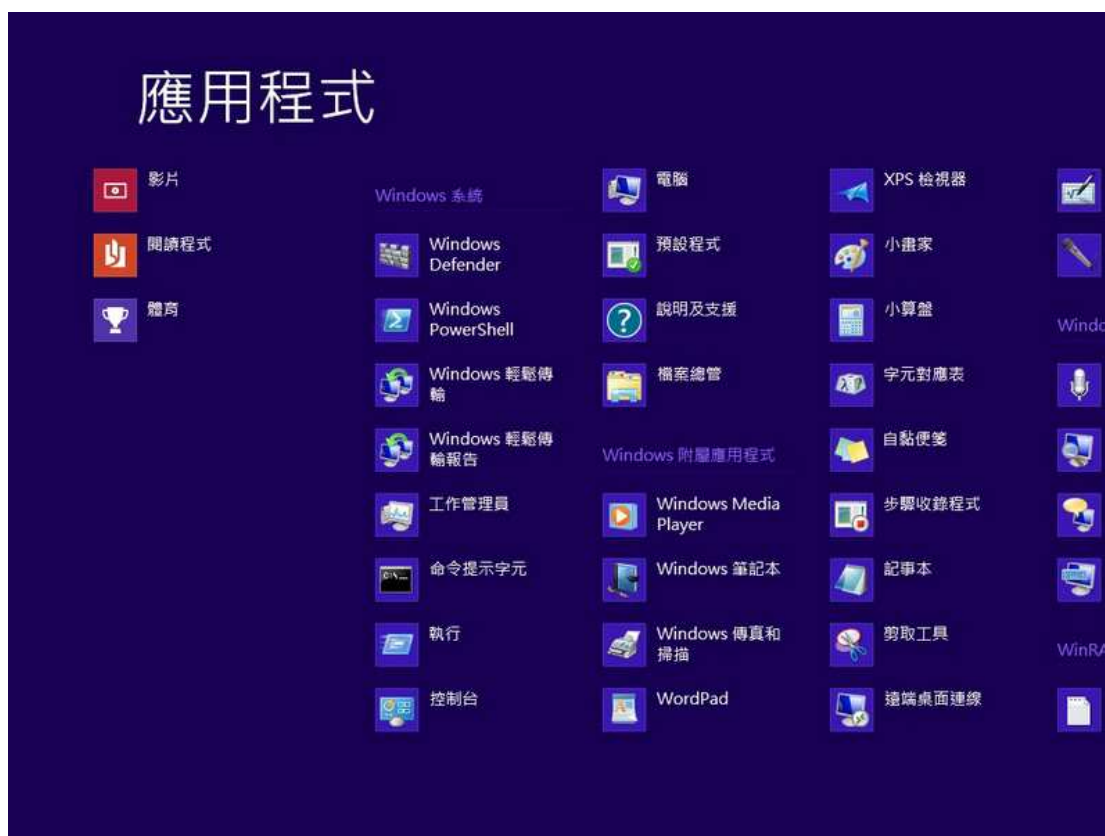 應用程式
影片
閱讀程式
體育
Windows 系統
Windows
Defender
Windows
PowerShell
Windows 輕鬆傳
輸
Windows 輕鬆傳
輸報告
工作管理員
命令提示字元
執行
控制台
電腦
預設程式
說明及支援
檔案總管
Windows 附屬應用程式
Windows Media
Player
Windows 筆記本
Windows 傳真和
掃描
WordPad
XPS 檢視器
小畫家
小算盤
字元對應表
自黏便箋
步驟收錄程式
記事本
剪取工具
遠端桌面連線
Windo
WinRA